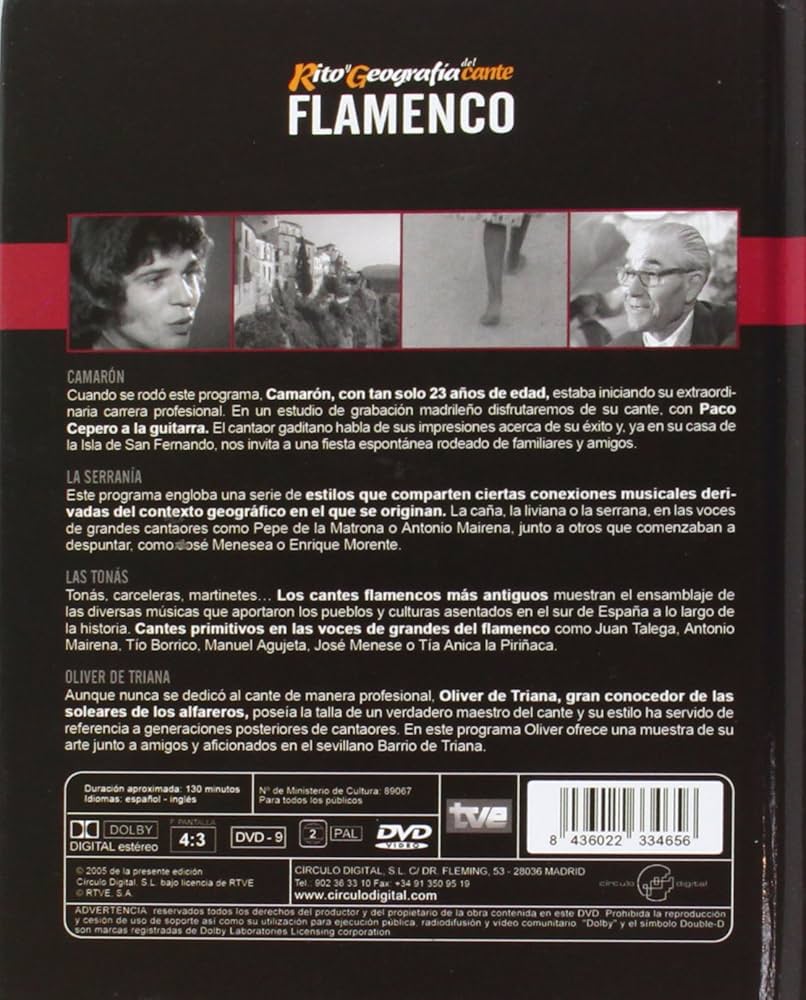 Rito y Geografía del cante
FLAMENCO
CAMARÓN
Cuando se rodó este programa, Camarón, con tan solo 23 años de edad, estaba iniciando su extraordi-
naria carrera profesional. En un estudio de grabación madrileño disfrutaremos de su cante, con Paco
Cepero a la guitarra. El cantaor gaditano habla de sus impresiones acerca de su éxito y, ya en su casa de
la Isla de San Fernando, nos invita a una fiesta espontánea rodeado de familiares y amigos.
LA SERRANÍA
Este programa engloba una serie de estilos que comparten ciertas conexiones musicales deri-
vadas del contexto geográfico en el que se originan. La caña, la liviana o la serrana, en las voces
de grandes cantaores como Pepe de la Matrona o Antonio Mairena, junto a otros que comenzaban a
despuntar, como José Menesea o Enrique Morente.
LAS TONÁS
Tonás, carceleras, martinetes... Los cantes flamencos más antiguos muestran el ensamblaje de
las diversas músicas que aportaron los pueblos y culturas asentados en el sur de España a lo largo de
la historia. Cantes primitivos en las voces de grandes del flamenco como Juan Talega, Antonio
Mairena, Tío Borrico, Manuel Agujeta, José Menese o Tía Anica la Piriñaca.
OLIVER DE TRIANA
Aunque nunca se dedicó al cante de manera profesional, Oliver de Triana, gran conocedor de las
soleares de los alfareros, poseía la talla de un verdadero maestro del cante y su estilo ha servido de
referencia a generaciones posteriores de cantaores. En este programa Oliver ofrece una muestra de su
arte junto a amigos y aficionados en el sevillano Barrio de Triana.
Duración aproximada: 130 minutos
Idiomas: español - inglés
Nº de Ministerio de Cultura: 89067
Para todos los públicos
tve
8 436022 334656
DOLBY
DIGITAL estéreo
Fº PANTALLA
4:3
DVD - 9
2
PAL
DVD
VIDEO
© 2005 de la presente edición
Círculo Digital, S.L. bajo licencia de RTVE
© RTVE, S.A.
CÍRCULO DIGITAL, S.L. C/ DR. FLEMING, 53 - 28036 MADRID
Tel.: 902 36 33 10 Fax: +34 91 350 95 19
www.circulodigital.com
círculo digital
ADVERTENCIA: reservados todos los derechos del productor y del propietario de la obra contenida en este DVD. Prohibida la reproducción
y cesión de uso de soporte así como su utilización para ejecución pública, radiodifusión y video comunitario. "Dolby" y el símbolo Double-D
son marcas registradas de Dolby Laboratories Licensing corporation